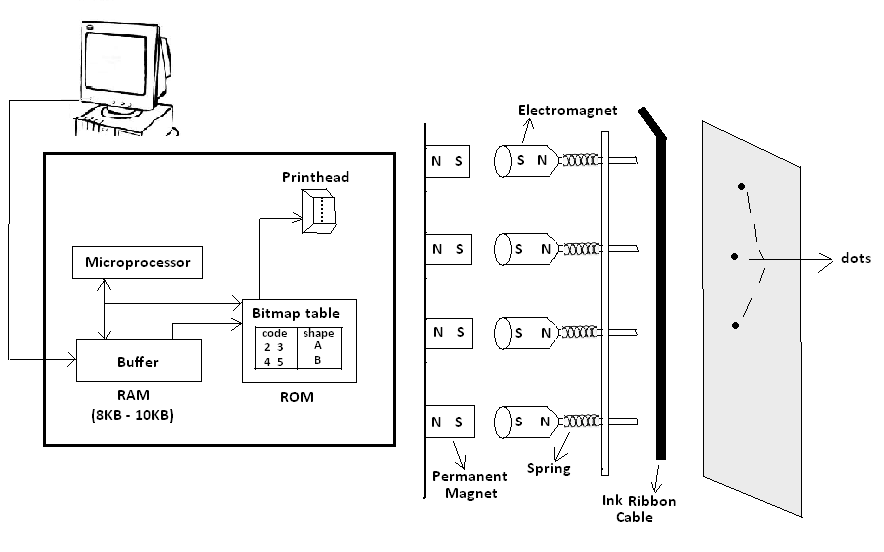 Printhead
Microprocessor
Bitmap table
code shape
2 3 A
4 5 B
Buffer
RAM
(8KB - 10KB)
ROM
Electromagnet
N S S N
N S S N
N S S N
N S S N
Permanent
Magnet
Spring
Ink Ribbon
Cable
dots